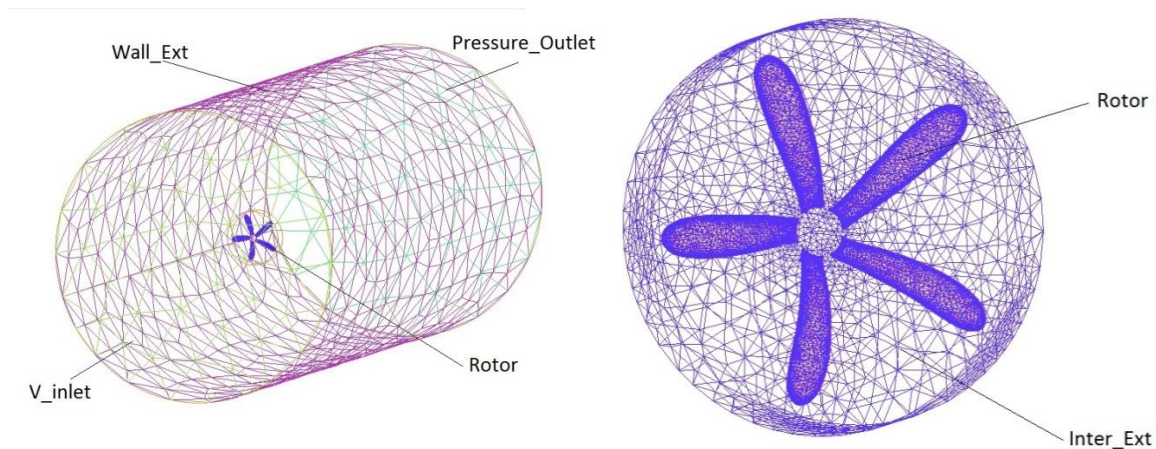 Wall_Ext
Pressure_Outlet
V_inlet
Rotor
Rotor
Inter_Ext